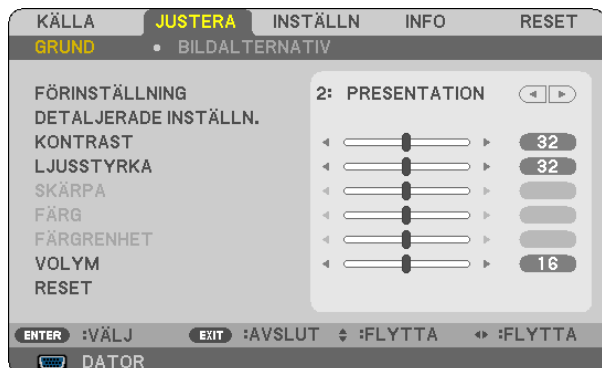 KÄLLA JUSTERA INSTÄLLN INFO RESET
GRUND • BILDALTERNATIV
FÖRINSTÄLLNING 2: PRESENTATION
DETALJERADE INSTÄLLN.
KONTRAST 32
LJUSSTYRKA 32
SKÄRPA
FÄRG
FÄRGRENHET
VOLYM 16
RESET
ENTER :VÄLJ EXIT :AVSLUT :FLYTTA :FLYTTA
DATOR